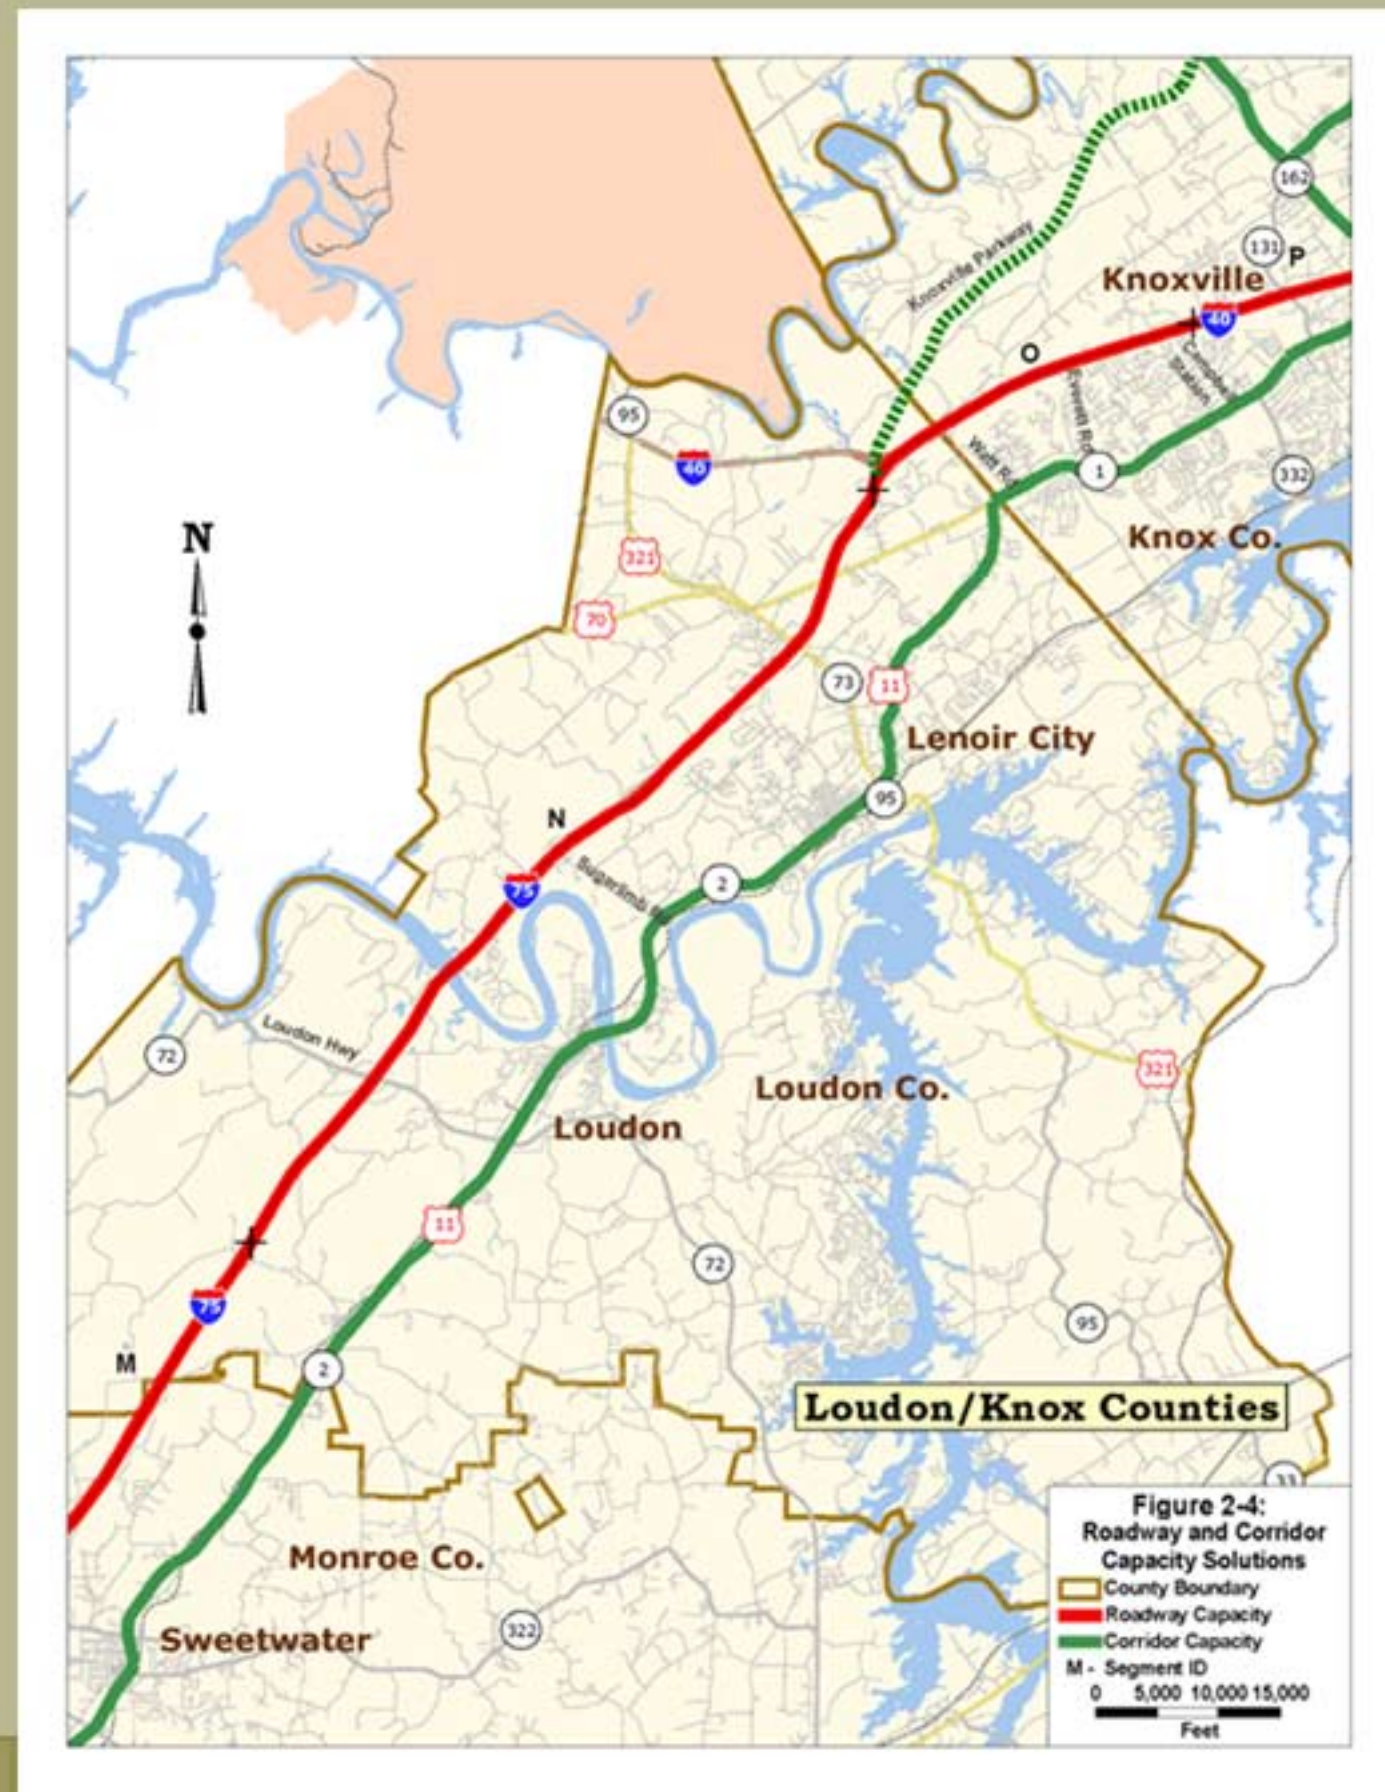 162
131
P
Knoxville
40
Knoxville Parkway
O
Campbell
Station
Everett Rd
95
40
Watt Rd
1
332
N
Knox Co.
321
70
73
11
Lenoir City
95
N
75
Sugarlimb Rd
2
72
Loudon Hwy
321
Loudon Co.
Loudon
11
72
75
95
M
2
Loudon/Knox Counties
33
Figure 2-4:
Roadway and Corridor
Capacity Solutions
County Boundary
Roadway Capacity
Corridor Capacity
M - Segment ID
0 5,000 10,000 15,000
Feet
Monroe Co.
322
Sweetwater